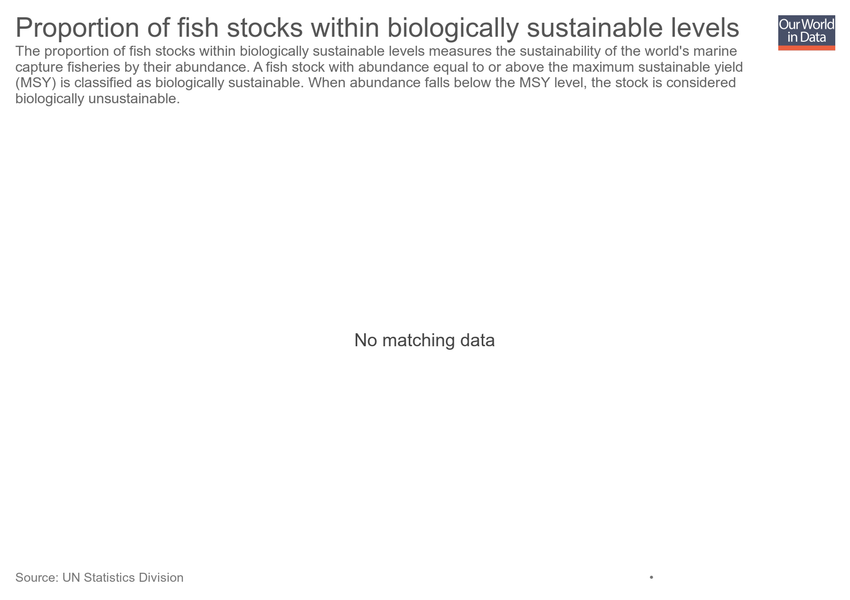 Proportion of fish stocks within biologically sustainable levels
Our World
in Data
The proportion of fish stocks within biologically sustainable levels measures the sustainability of the world's marine
capture fisheries by their abundance. A fish stock with abundance equal to or above the maximum sustainable yield
(MSY) is classified as biologically sustainable. When abundance falls below the MSY level, the stock is considered
biologically unsustainable.
No matching data
Source: UN Statistics Division
•